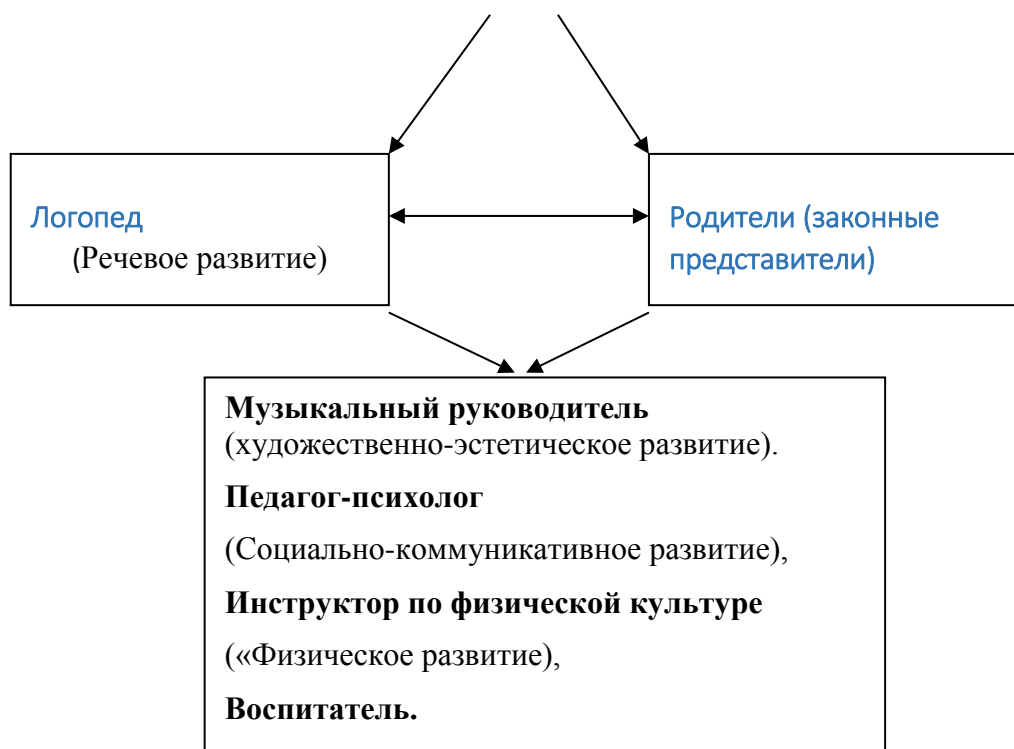 Логопед
(Речевое развитие)
Родители (законные
представители)
Музыкальный руководитель
(художественно-эстетическое развитие).
Педагог-психолог
(Социально-коммуникативное развитие),
Инструктор по физической культуре
(«Физическое развитие),
Воспитатель.